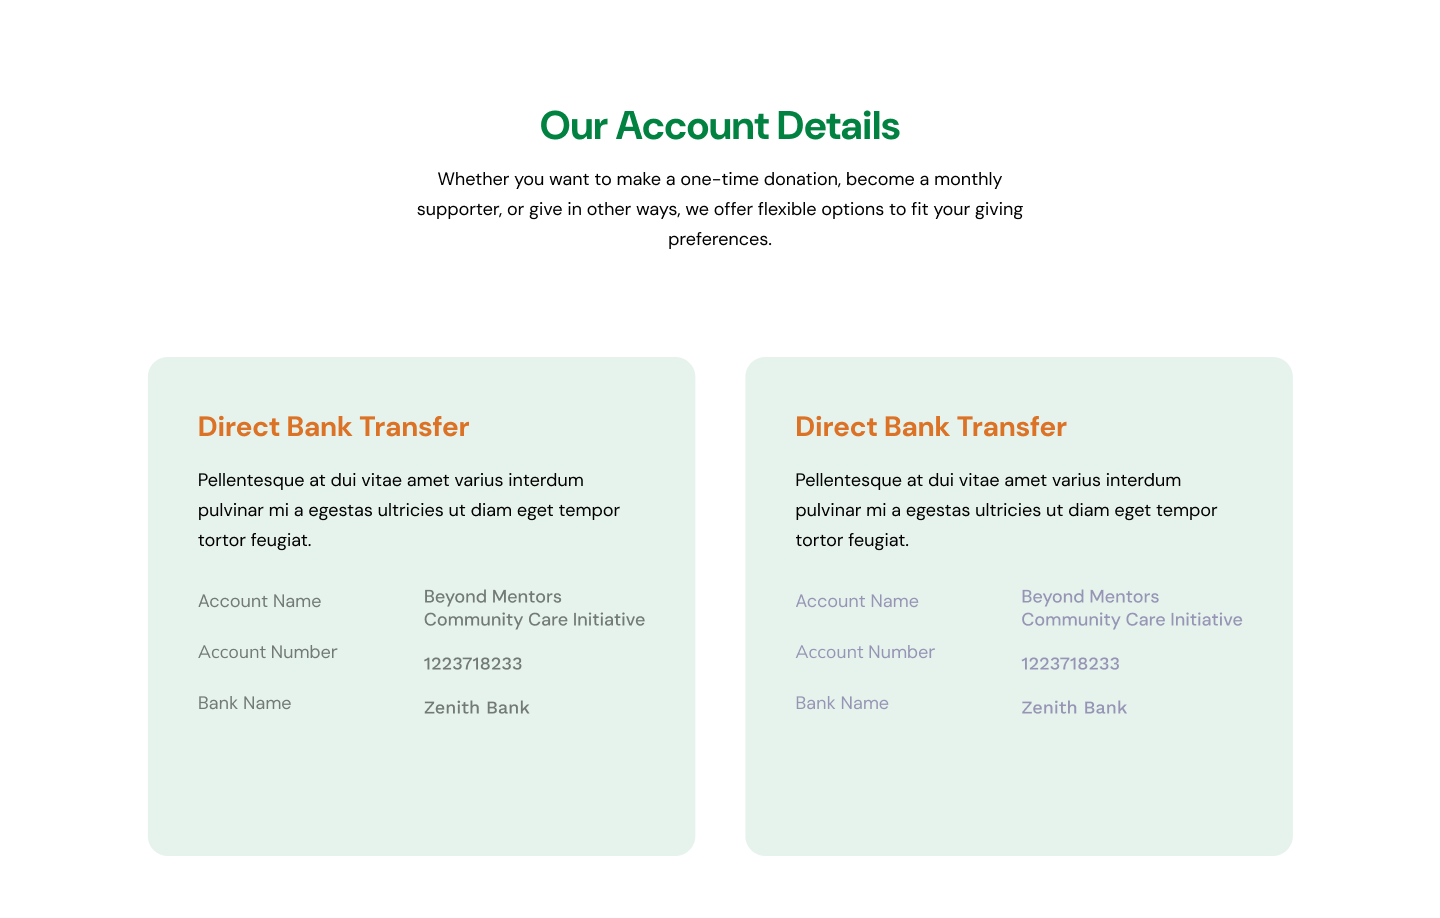 Our Account Details
Whether you want to make a one-time donation, become a monthly
supporter, or give in other ways, we offer flexible options to fit your giving
preferences.
Direct Bank Transfer
Pellentesque at dui vitae amet varius interdum
pulvinar mi a egestas ultricies ut diam eget tempor
tortor feugiat.
Account Name
Beyond Mentors
Community Care Initiative
Account Number
1223718233
Bank Name
Zenith Bank
Direct Bank Transfer
Pellentesque at dui vitae amet varius interdum
pulvinar mi a egestas ultricies ut diam eget tempor
tortor feugiat.
Account Name
Beyond Mentors
Community Care Initiative
Account Number
1223718233
Bank Name
Zenith Bank